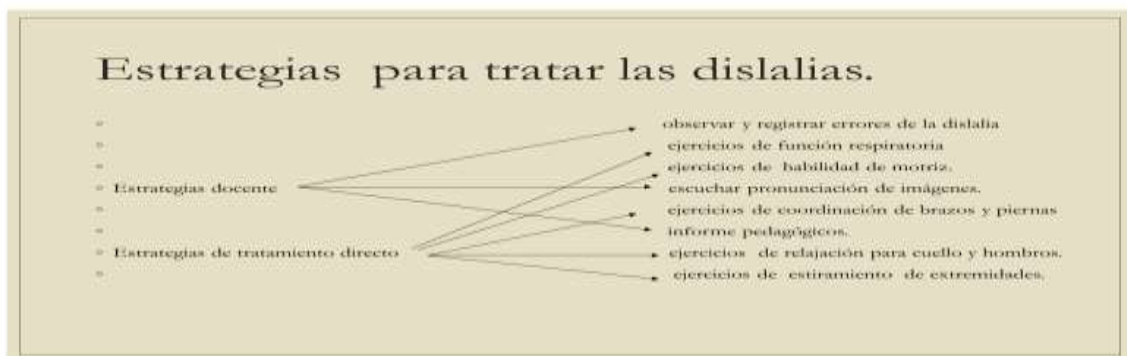 Estrategias para tratar las dislalias.
observar y registrar errores de la dislalia
ejercicios de función respiratoria
ejercicios de habilidad de motriz.
Estrategias docente
escuchar pronunciación de imágenes.
ejercicios de coordinación de brazos y piernas
informe pedagógicos.
Estrategias de tratamiento directo
ejercicios de relajación para cuello y hombros.
ejercicios de estiramiento de extremidades.